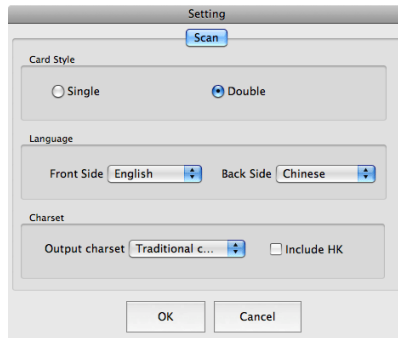 Setting
Scan
Card Style
Single Double
Language
Front Side English Back Side Chinese
Charset
Output charset Traditional c... Include HK
OK Cancel